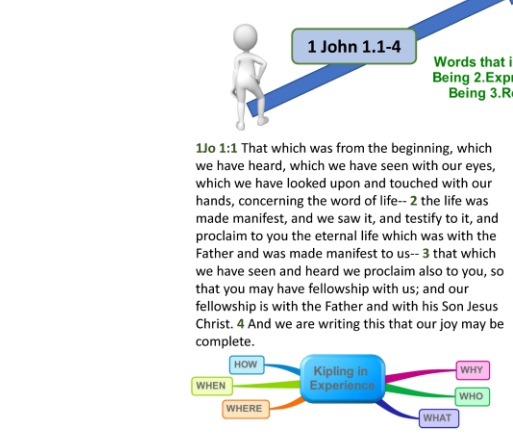 1 John 1.1-4
Words that i
Being 2.Expr
Being 3.R
1Jo 1:1 That which was from the beginning, which
we have heard, which we have seen with our eyes,
which we have looked upon and touched with our
hands, concerning the word of life-- 2 the life was
made manifest, and we saw it, and testify to it, and
proclaim to you the eternal life which was with the
Father and was made manifest to us-- 3 that which
we have seen and heard we proclaim also to you, so
that you may have fellowship with us; and our
fellowship is with the Father and with his Son Jesus
Christ. 4 And we are writing this that our joy may be
complete.
HOW
WHEN
WHERE
Kipling in
Experience
WHY
WHO
WHAT